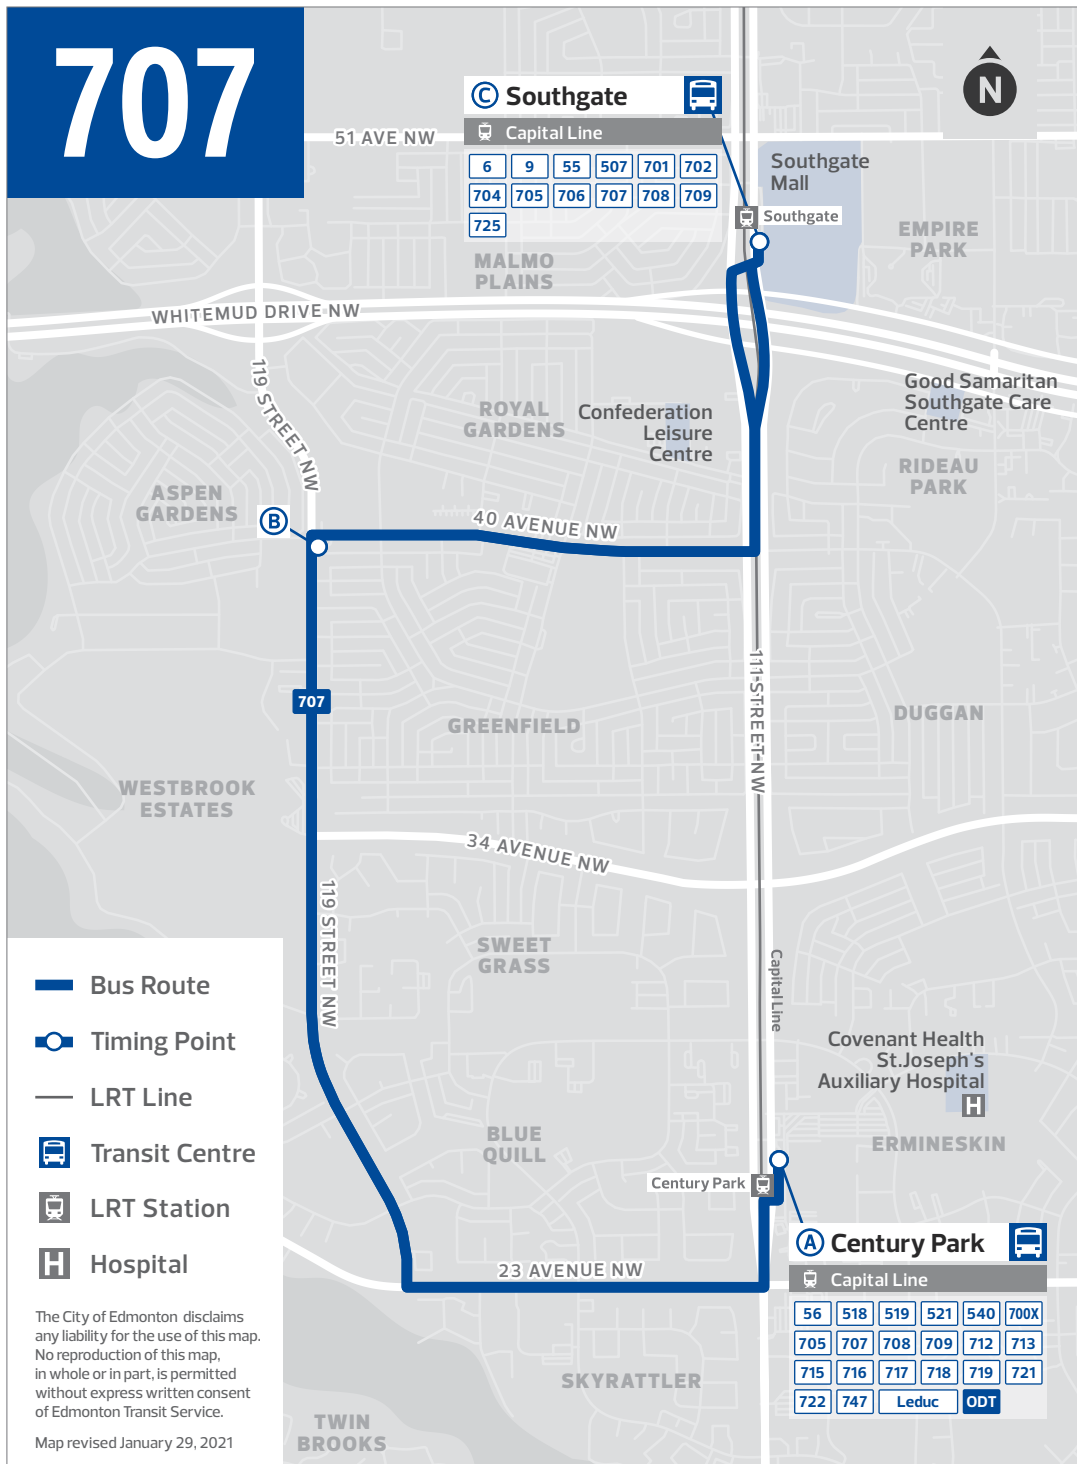 707
51 AVE NW
C Southgate
Capital Line
6 9 55 507 701 702
704 705 706 707 708 709
725
N
Southgate
Mall
Southgate
EMPIRE
PARK
MALMO
PLAINS
WHITEMUD DRIVE NW
119 STREET NW
ROYAL
GARDENS
Confederation
Leisure
Centre
Good Samaritan
Southgate Care
Centre
RIDEAU
PARK
ASPEN
GARDENS
B
40 AVENUE NW
707
111 STREET NW
GREENFIELD
DUGGAN
WESTBROOK
ESTATES
34 AVENUE NW
119 STREET NW
SWEET
GRASS
Capital Line
Covenant Health
St.Joseph's
Auxiliary Hospital
H
BLUE
QUILL
ERMINESKIN
Century Park
A Century Park
Capital Line
56 518 519 521 540 700X
705 707 708 709 712 713
715 716 717 718 719 721
722 747 Leduc ODT
23 AVENUE NW
SKYRATTLER
TWIN
BROOKS
Bus Route
Timing Point
LRT Line
Transit Centre
LRT Station
H Hospital
The City of Edmonton disclaims
any liability for the use of this map.
No reproduction of this map,
in whole or in part, is permitted
without express written consent
of Edmonton Transit Service.
Map revised January 29, 2021